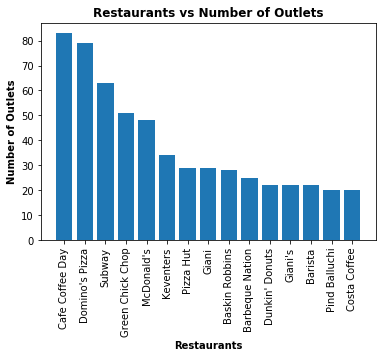 Restaurants vs Number of Outlets
Number of Outlets
80
70
60
50
40
30
20
10
0
Cafe Coffee Day
Domino's Pizza
Subway
Green Chick Chop
McDonald's
Keventers
Pizza Hut
Giani
Baskin Robbins
Barbeque Nation
Dunkin' Donuts
Giani's
Barista
Pind Balluchi
Costa Coffee
Restaurants